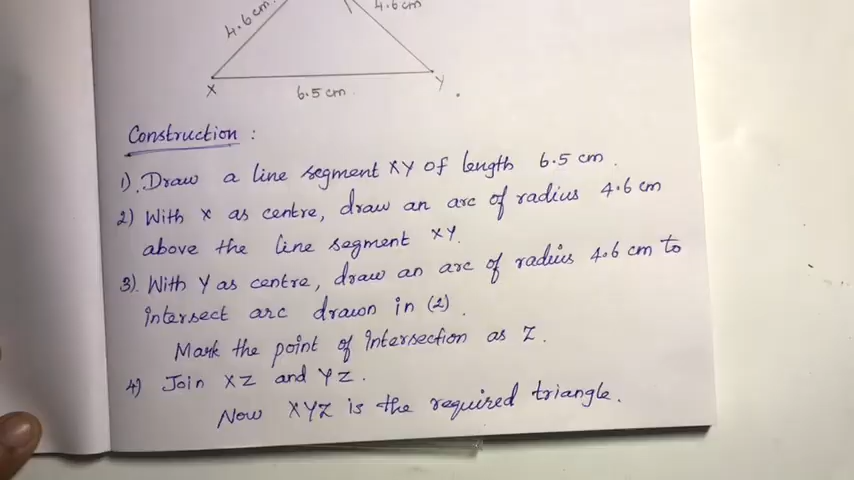 4.6 cm
4.6 cm
X
Y
6.5 cm
Construction :
1). Draw a line segment XY of length 6.5 cm.
2) With X as centre, draw an arc of radius 4.6 cm
above the line segment XY.
3). With Y as centre, draw an arc of radius 4.6 cm to
intersect arc drawn in (2).
Mark the point of intersection as Z.
4) Join XZ and YZ.
Now XYZ is the required triangle.